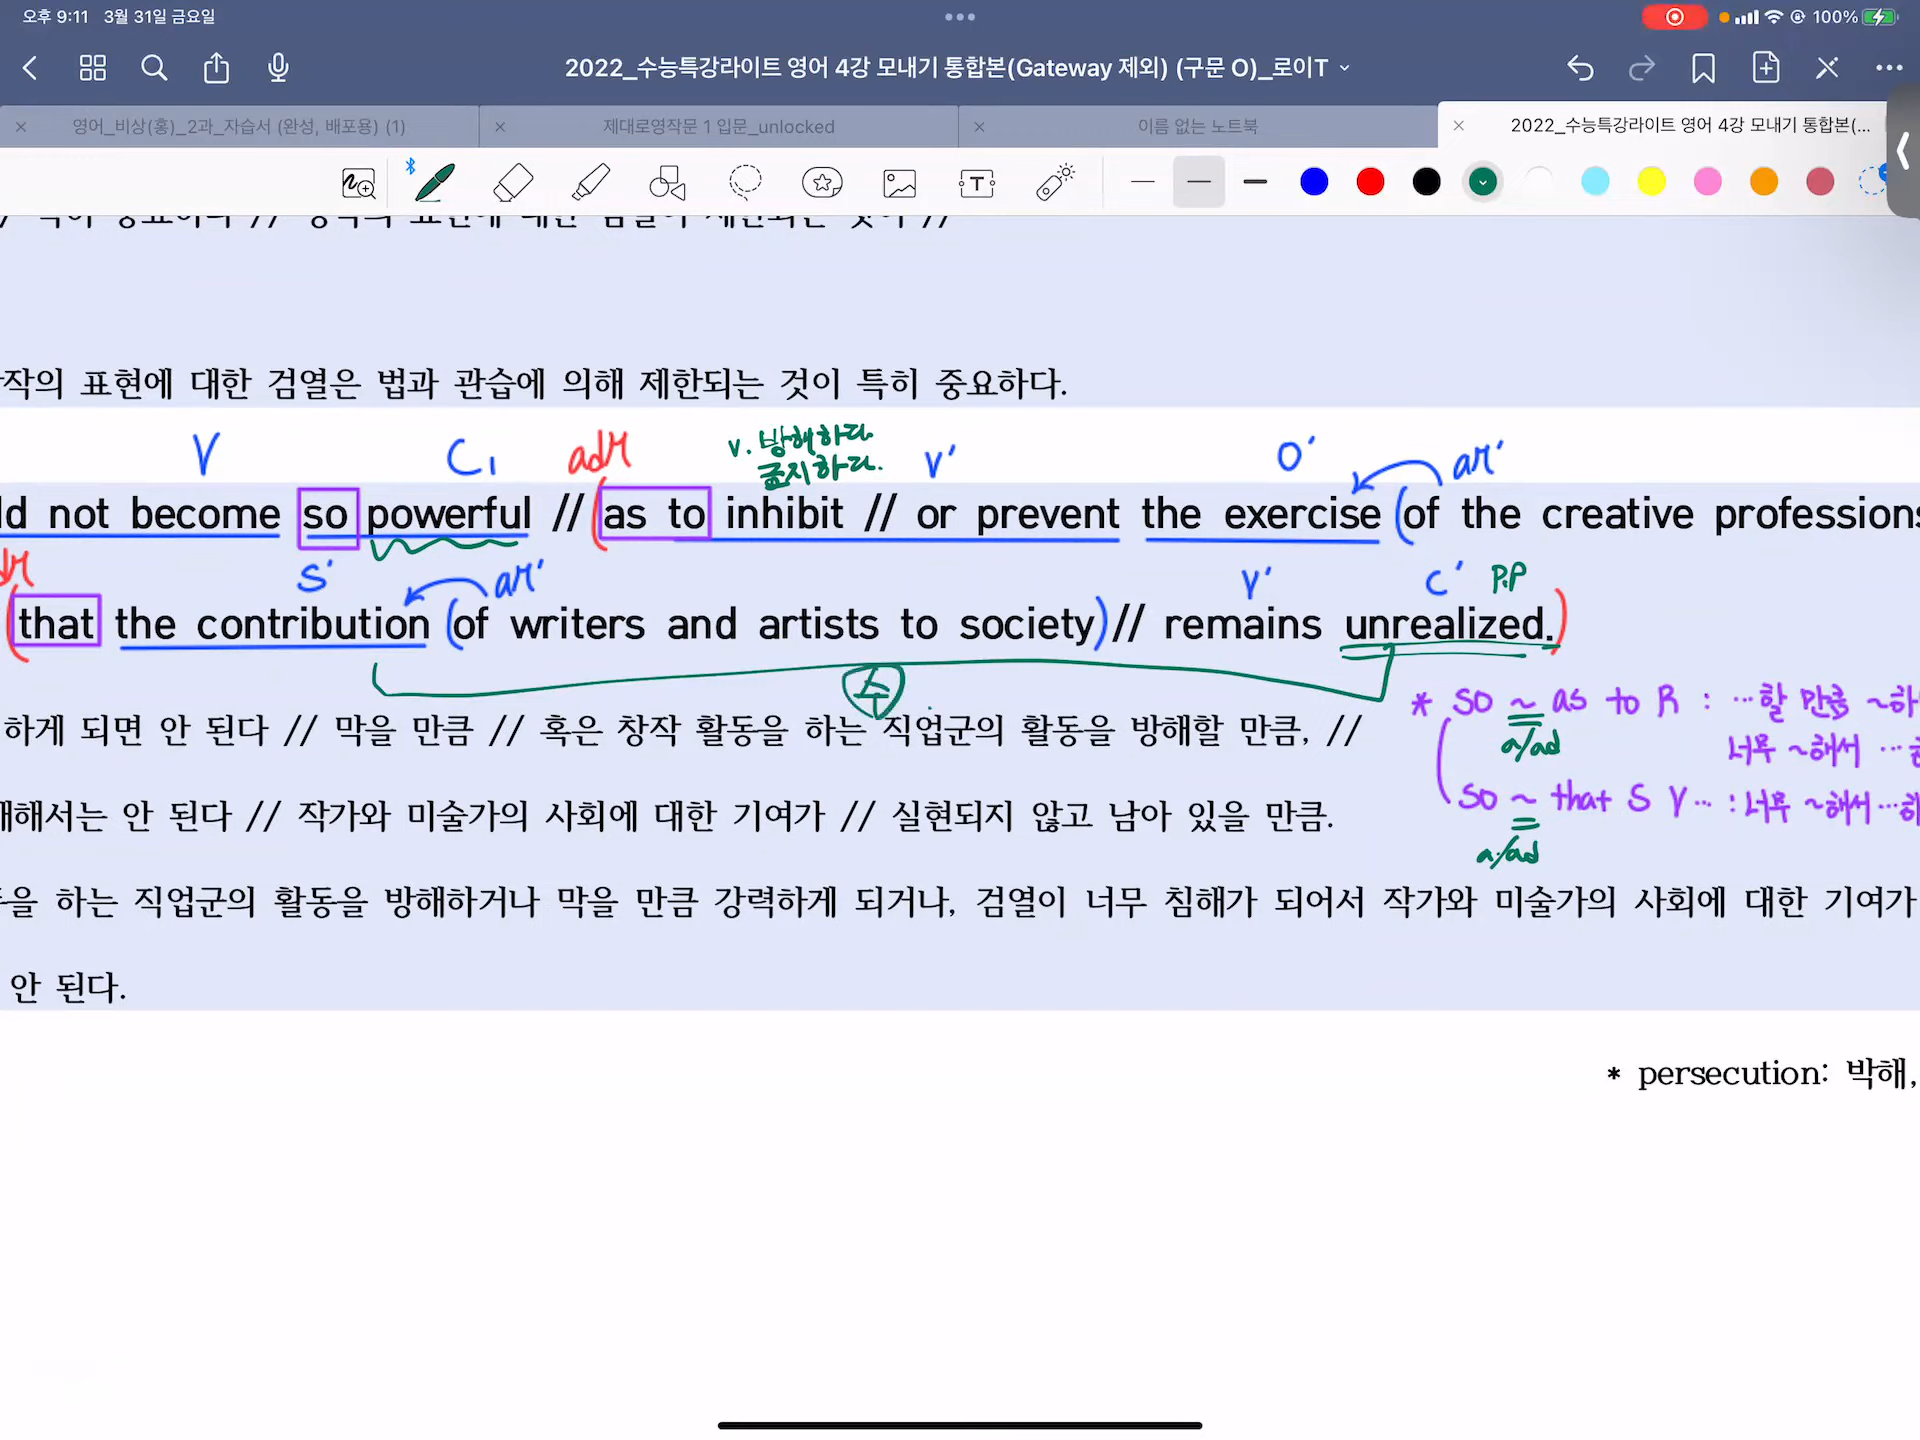 오후 9:11 3월 31일 금요일
100%
2022_수능특강라이트 영어 4강 모내기 통합본(Gateway 제외) (구문 O)_로이T
영어_비상(홍)_2과_자습서 (완성, 배포용) (1)
제대로영작문 1 입문_unlocked
이름 없는 노트북
2022_수능특강라이트 영어 4강 모내기 통합본(...
작의 표현에 대한 검열은 법과 관습에 의해 제한되는 것이 특히 중요하다.
V C1 v. 방해하다 V' O'
금지하다.
ld not become so powerful // (as to inhibit // or prevent the exercise (of the creative professions
S' V' C' P.P
(that the contribution (of writers and artists to society) // remains unrealized.)
수
하게 되면 안 된다 // 막을 만큼 // 혹은 창작 활동을 하는 직업군의 활동을 방해할 만큼, //
* so ~ as to R : …할 만큼 ~하
a/ad 너무 ~해서 …
해서는 안 된다 // 작가와 미술가의 사회에 대한 기여가 // 실현되지 않고 남아 있을 만큼.
so ~ that S V… : 너무 ~해서 …하
a/ad
을 하는 직업군의 활동을 방해하거나 막을 만큼 강력하게 되거나, 검열이 너무 침해가 되어서 작가와 미술가의 사회에 대한 기여가
안 된다.
* persecution: 박해,